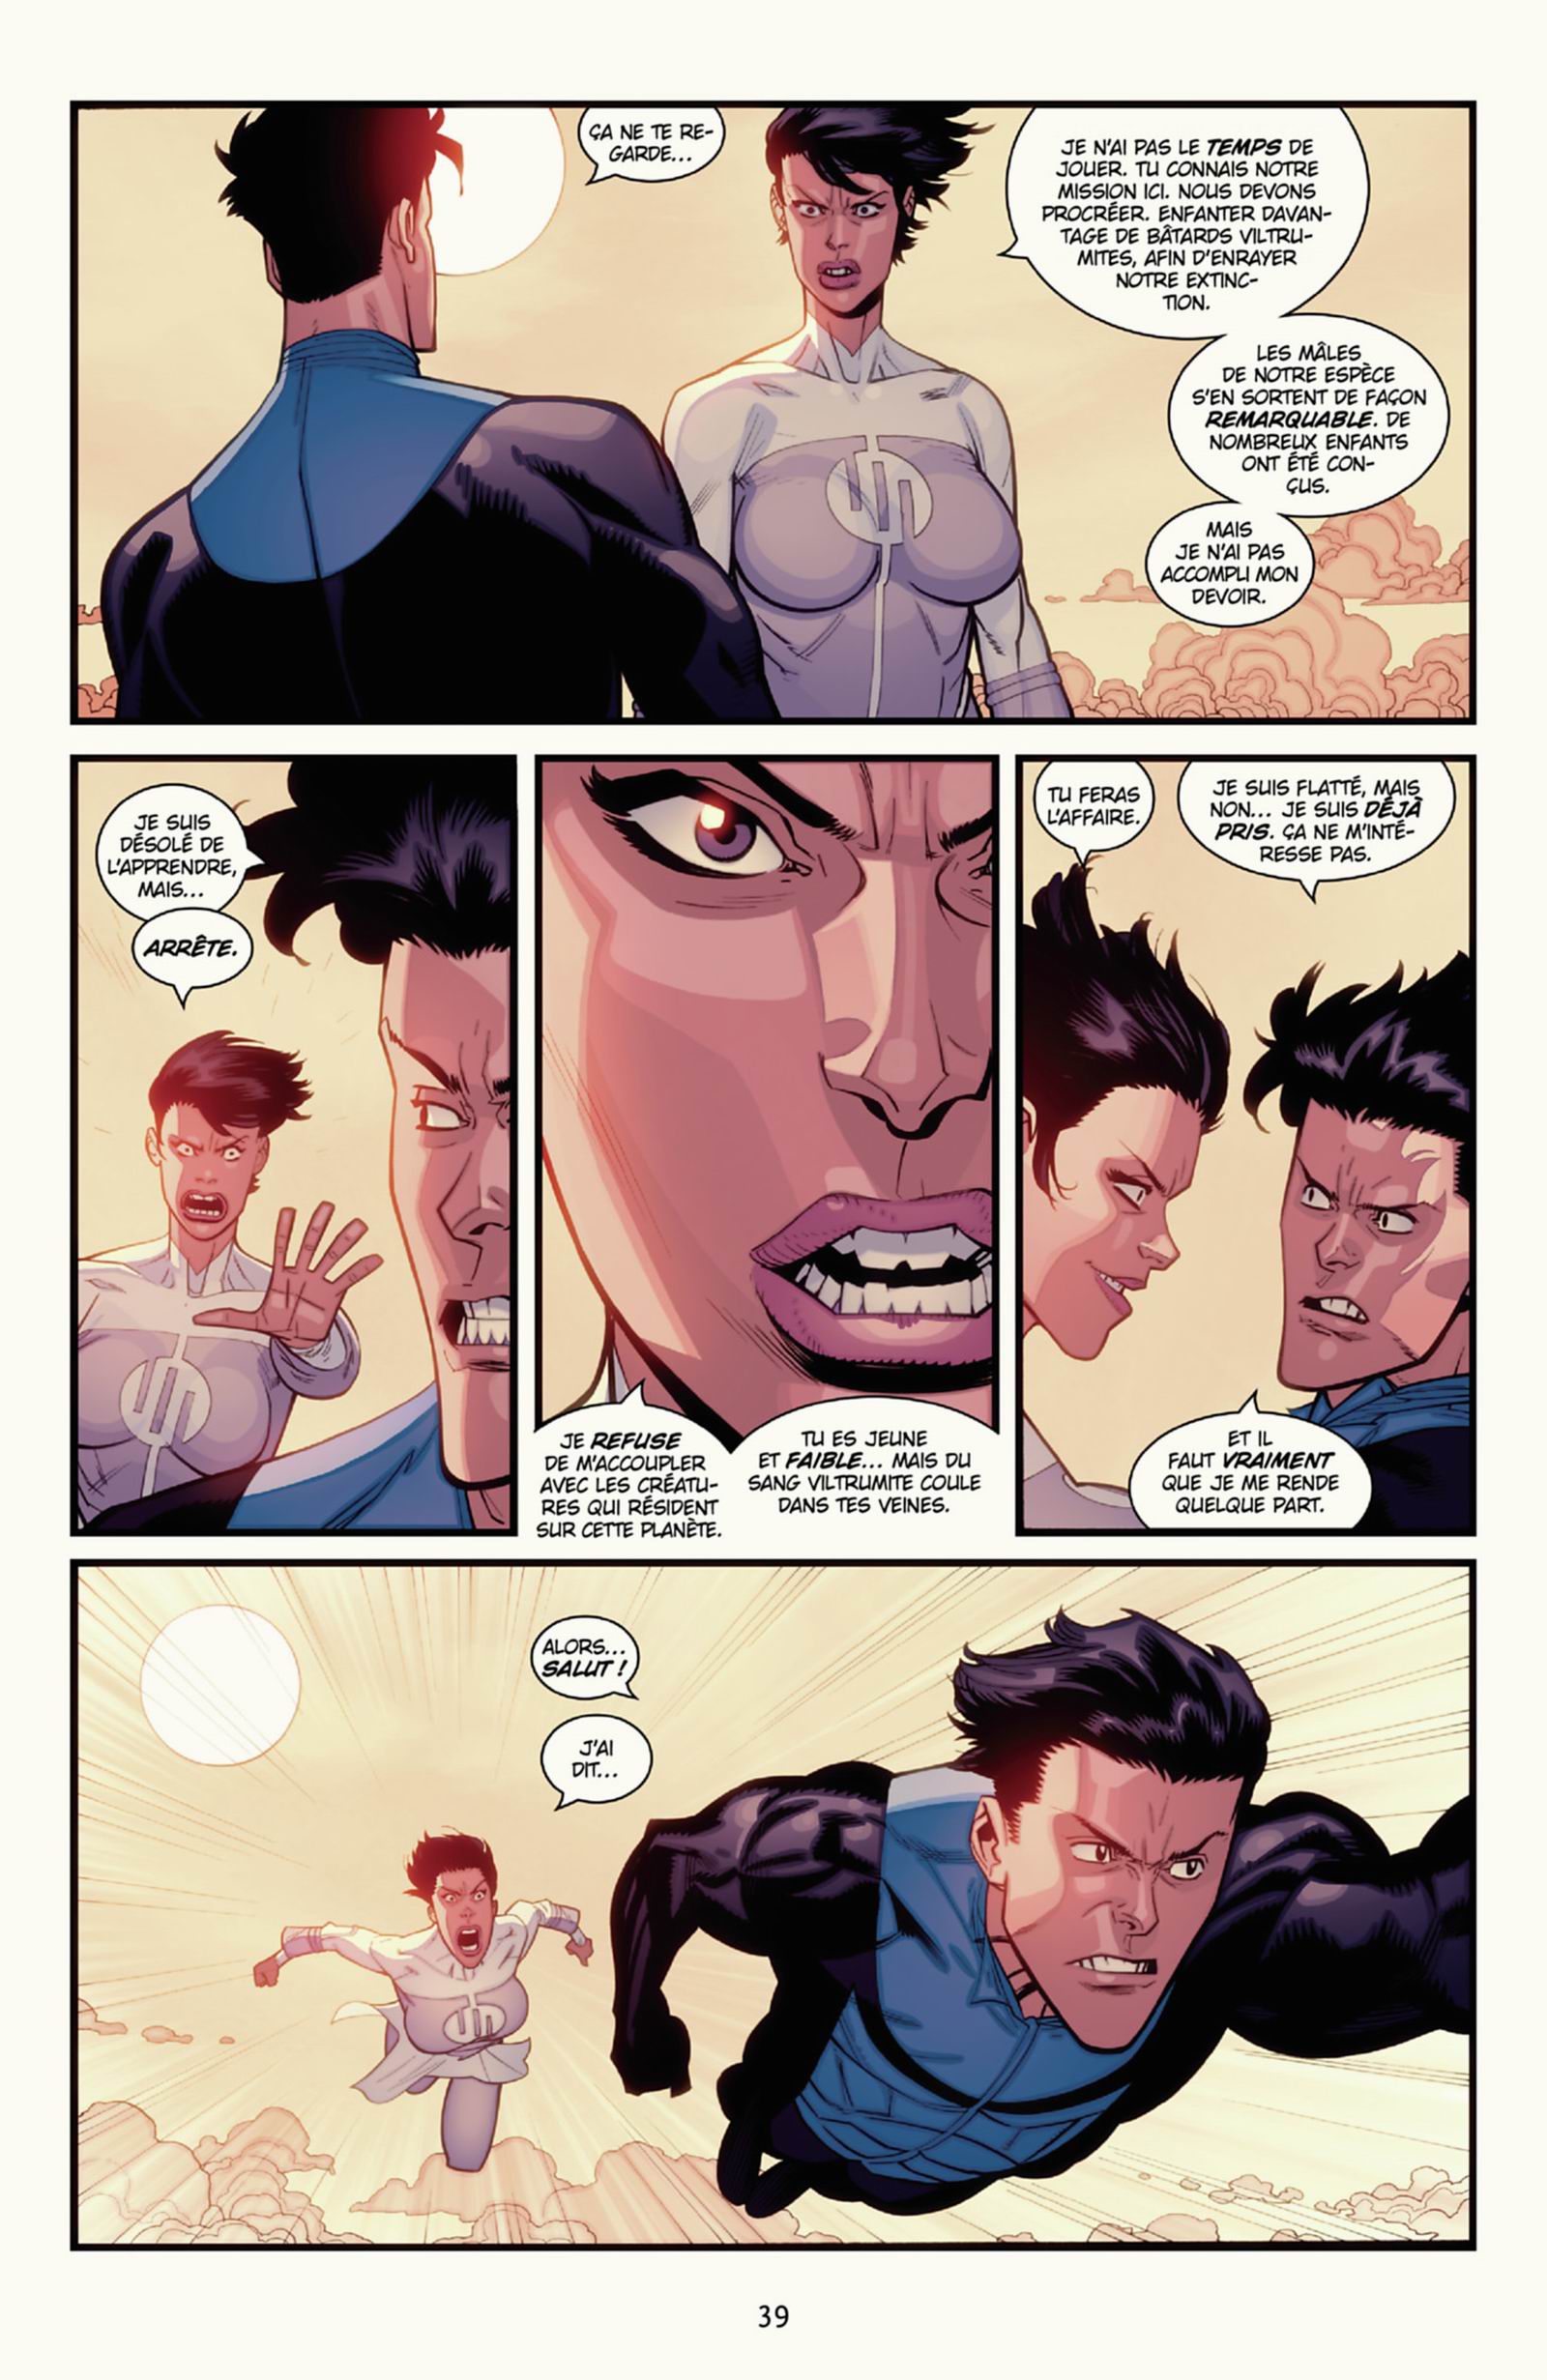 ÇA NE TE RE-
GARDE...
JE N'AI PAS LE TEMPS DE
JOUER. TU CONNAIS NOTRE
MISSION ICI. NOUS DEVONS
PROCRÉER. ENFANTER DAVAN-
TAGE DE BÂTARDS VILTRU-
MITES, AFIN D'ENRAYER
NOTRE EXTINC-
TION.
LES MÂLES
DE NOTRE ESPÈCE
S'EN SORTENT DE FAÇON
REMARQUABLE. DE
NOMBREUX ENFANTS
ONT ÉTÉ CON-
ÇUS.
MAIS
JE N'AI PAS
ACCOMPLI MON
DEVOIR.
JE SUIS
DÉSOLÉ DE
L'APPRENDRE,
MAIS...
ARRÊTE.
JE REFUSE
DE M'ACCOUPLER
AVEC LES CRÉATU-
RES QUI RÉSIDENT
SUR CETTE PLANÈTE.
TU ES JEUNE
ET FAIBLE... MAIS DU
SANG VILTRUMITE COULE
DANS TES VEINES.
TU FERAS
L'AFFAIRE.
JE SUIS FLATTÉ, MAIS
NON... JE SUIS DÉJÀ
PRIS. ÇA NE M'INTÉ-
RESSE PAS.
ET IL
FAUT VRAIMENT
QUE JE ME RENDE
QUELQUE PART.
ALORS...
SALUT !
J'AI
DIT...
39